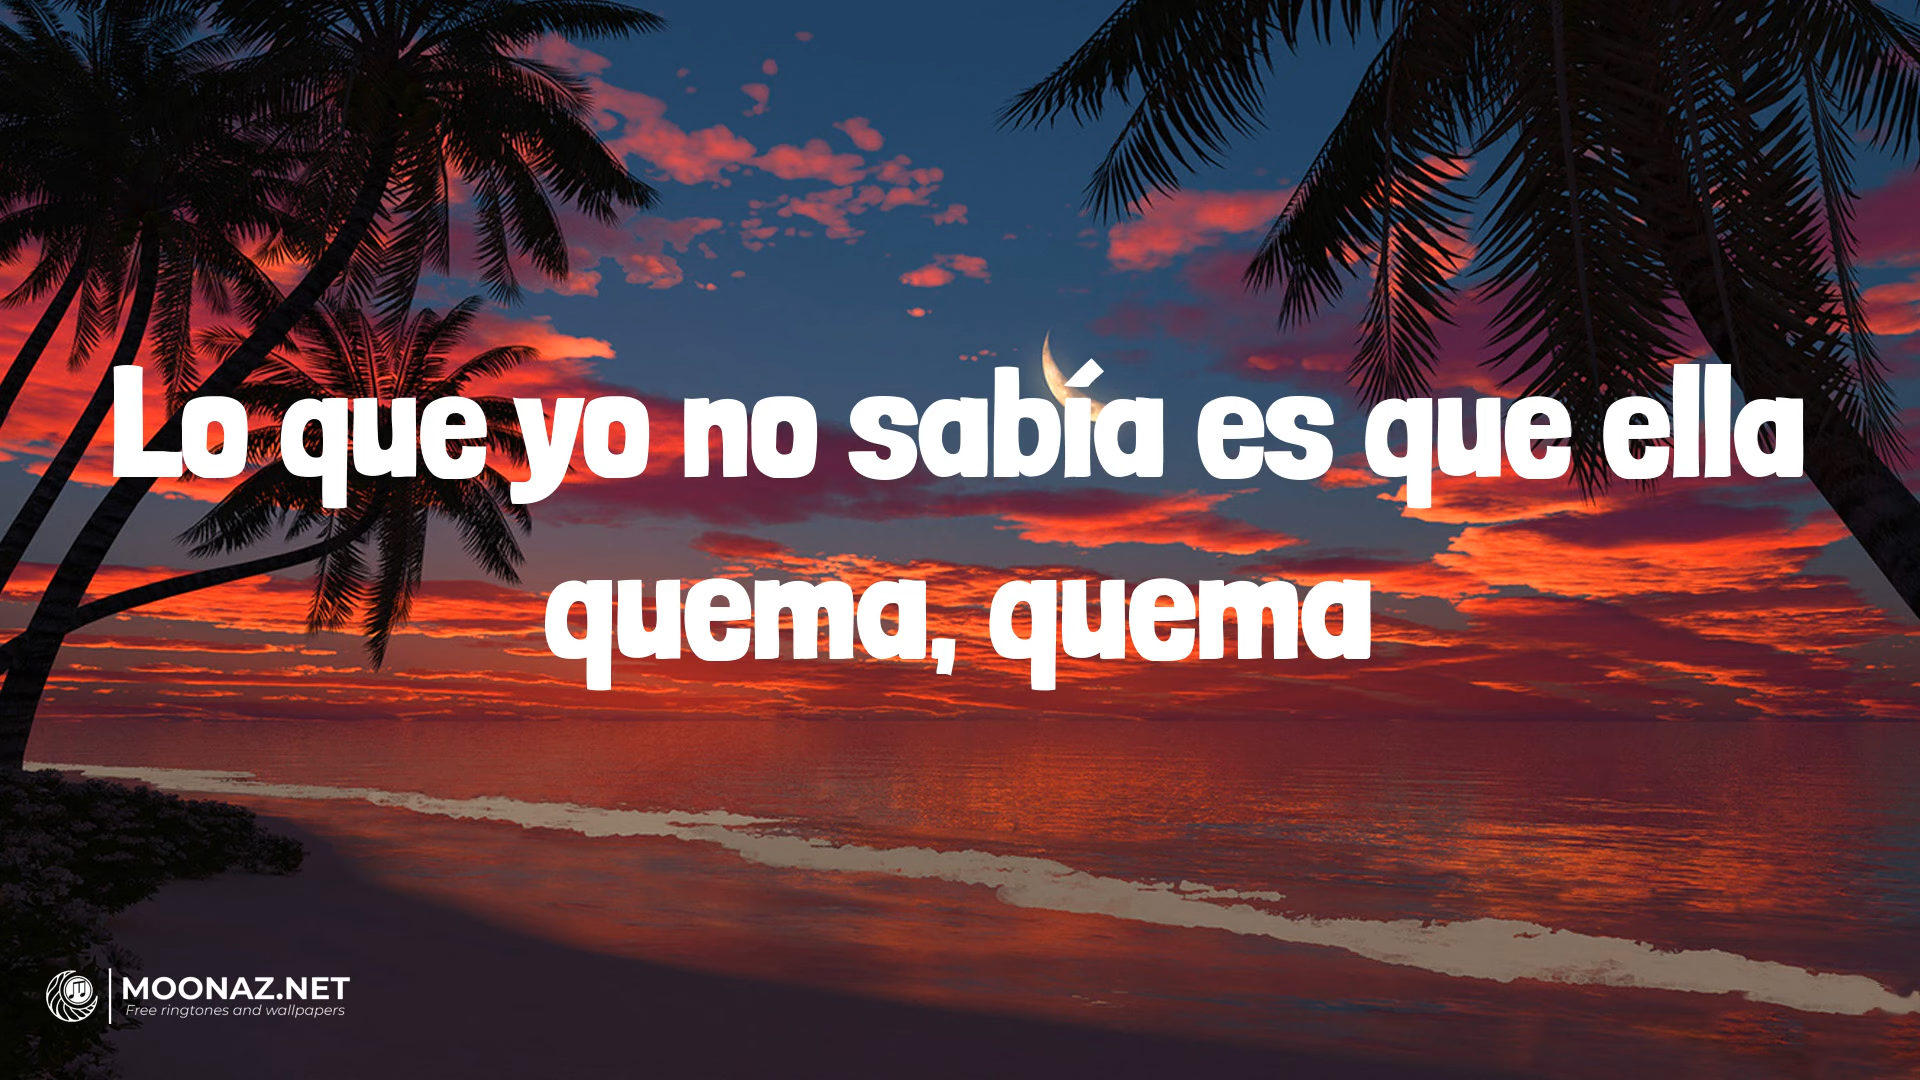 Lo que yo no sabía es que ella
quema, quema
MOONAZ.NET
Free ringtones and wallpapers